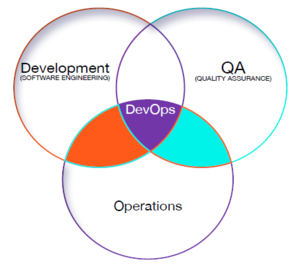 Development
(SOFTWARE ENGINEERING)
QA
(QUALITY ASSURANCE)
DevOps
Operations